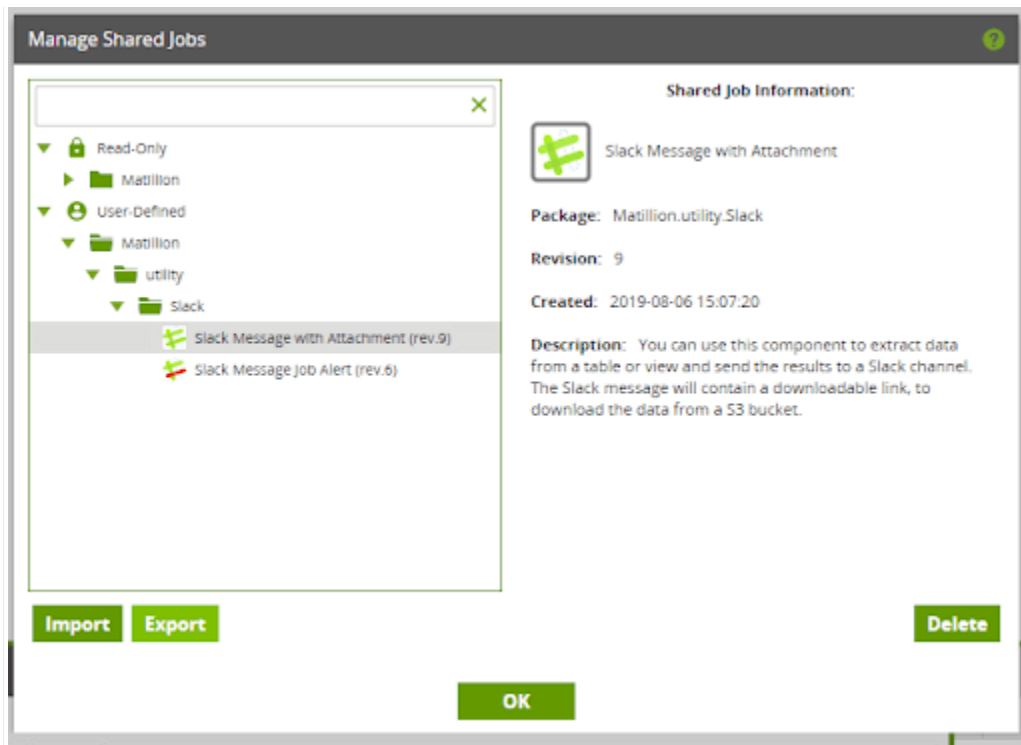 Manage Shared Jobs
?
Read-Only
Matillion
User-Defined
Matillion
utility
Slack
Slack Message with Attachment (rev.9)
Slack Message Job Alert (rev.6)
Shared Job Information:
Slack Message with Attachment
Package: Matillion.utility.Slack
Revision: 9
Created: 2019-08-06 15:07:20
Description: You can use this component to extract data
from a table or view and send the results to a Slack channel.
The Slack message will contain a downloadable link, to
download the data from a S3 bucket.
Import Export
Delete
OK